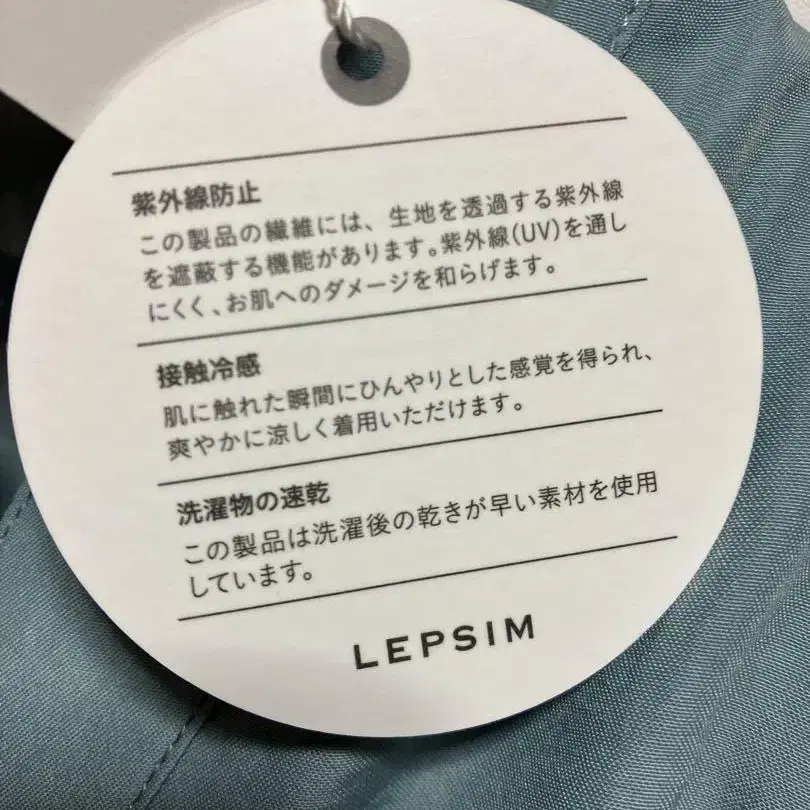 紫外線防止
この製品の繊維には、生地を透過する紫外線
を遮蔽する機能があります。紫外線(UV)を通し
にくく、お肌へのダメージを和らげます。
接触冷感
肌に触れた瞬間にひんやりとした感覚を得られ、
爽やかに涼しく着用いただけます。
洗濯物の速乾
この製品は洗濯後の乾きが早い素材を使用
しています。
LEPSIM